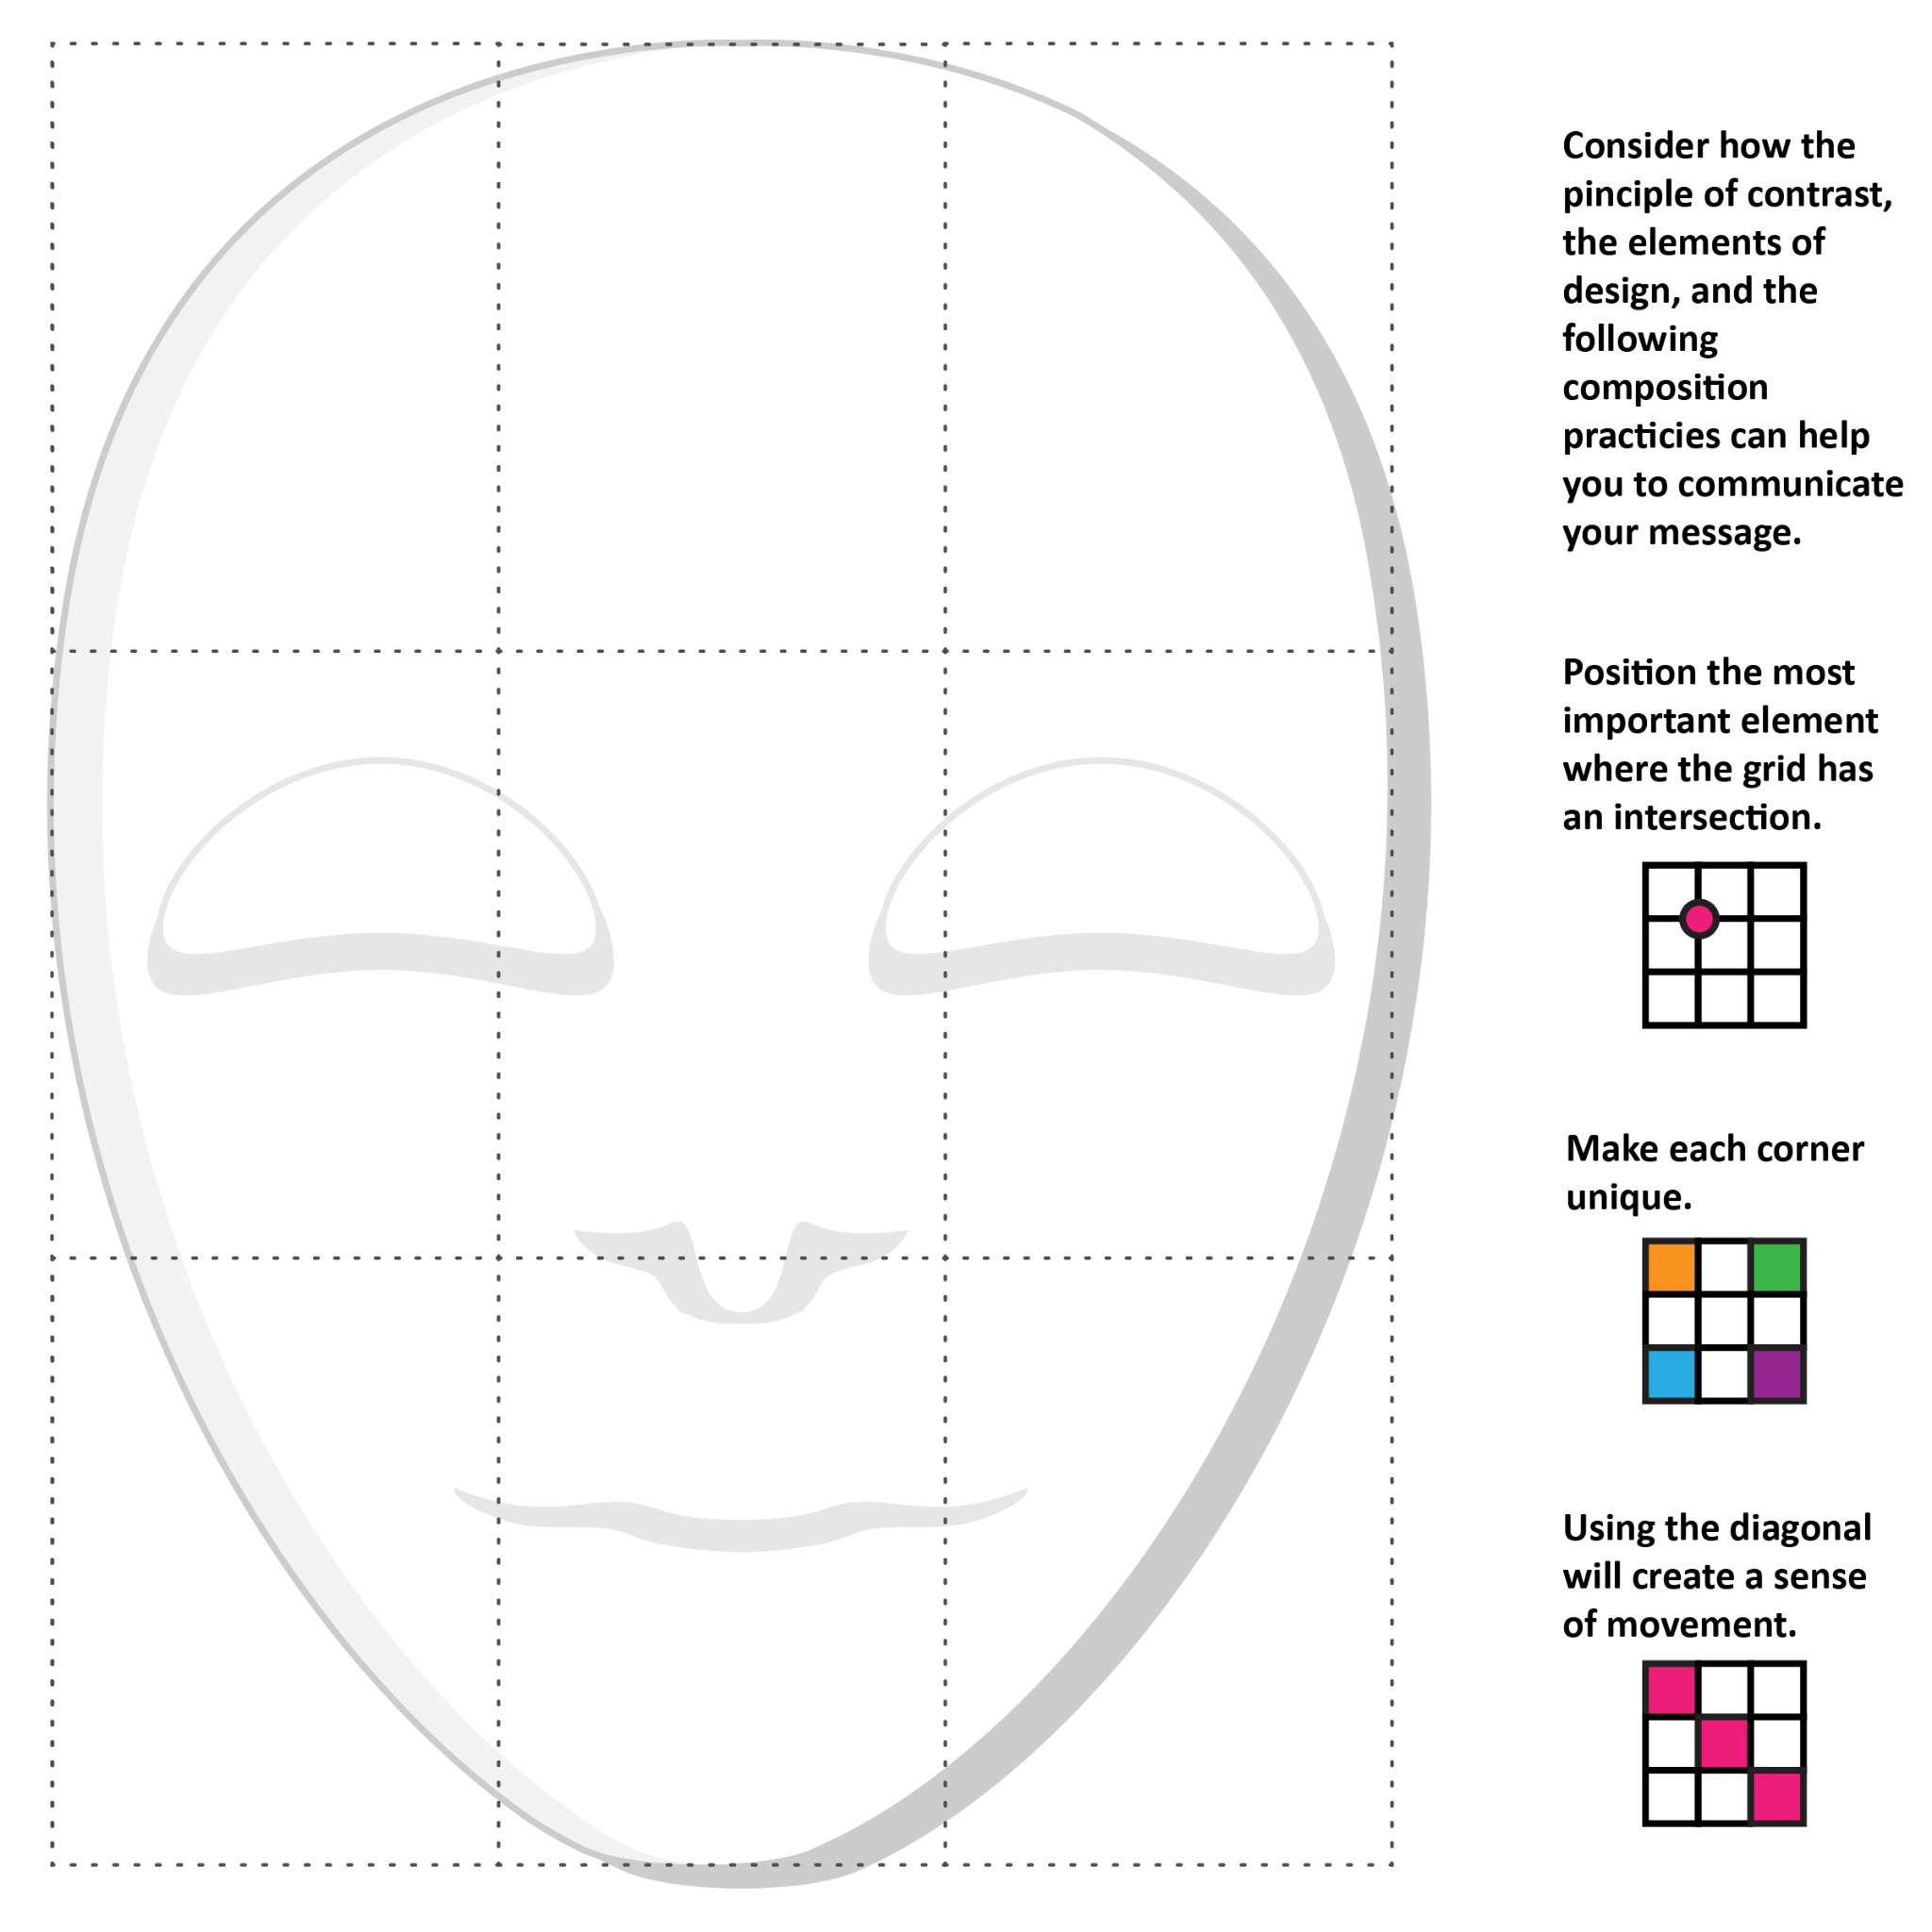 Consider how the
pinciple of contrast,
the elements of
design, and the
following
composition
practicies can help
you to communicate
your message.
Position the most
important element
where the grid has
an intersection.
Make each corner
unique.
Using the diagonal
will create a sense
of movement.